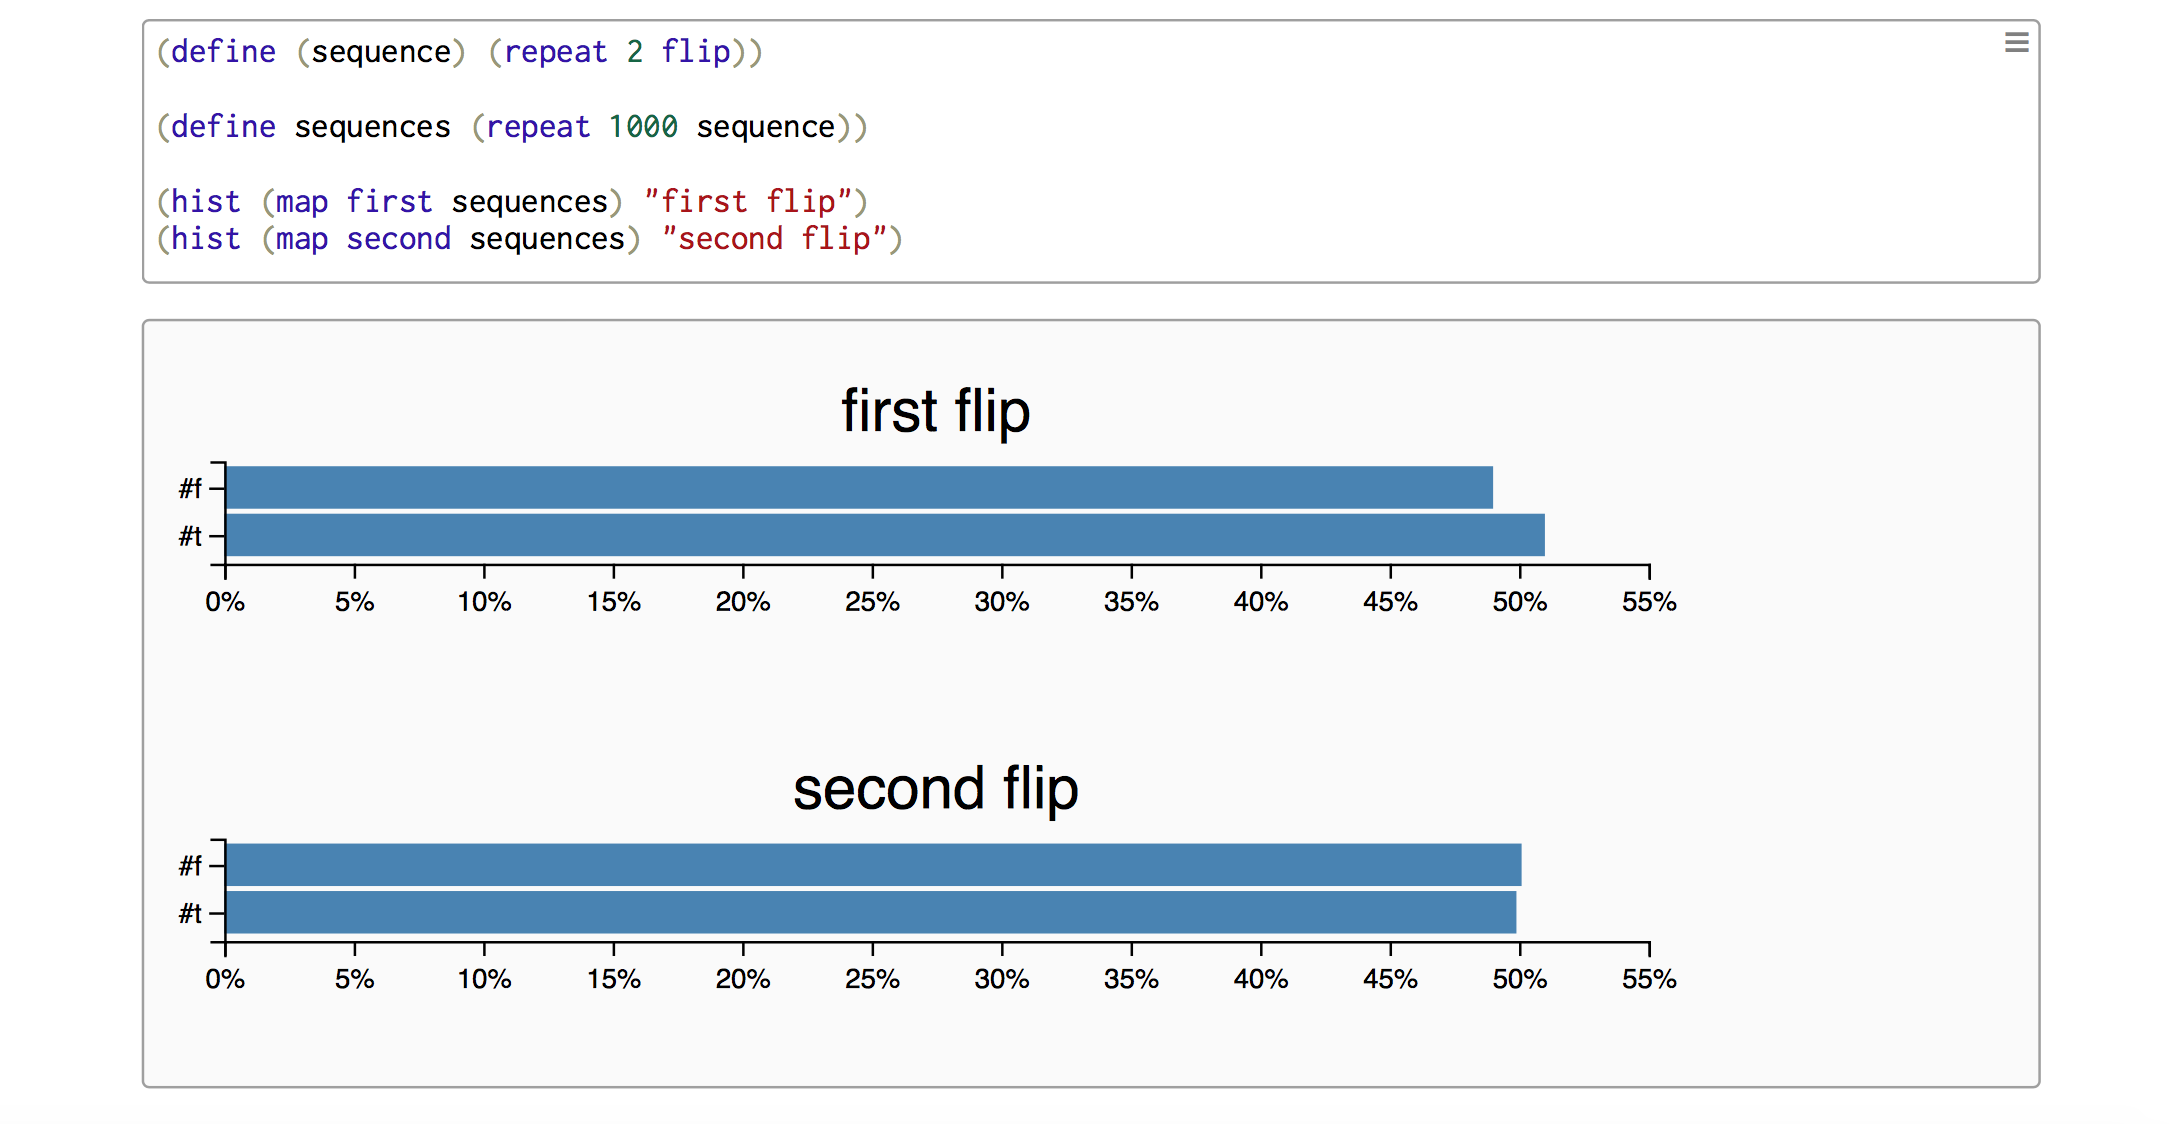 (define (sequence) (repeat 2 flip))
(define sequences (repeat 1000 sequence))
(hist (map first sequences) "first flip")
(hist (map second sequences) "second flip")
first flip
#f
#t
0% 5% 10% 15% 20% 25% 30% 35% 40% 45% 50% 55%
second flip
#f
#t
0% 5% 10% 15% 20% 25% 30% 35% 40% 45% 50% 55%